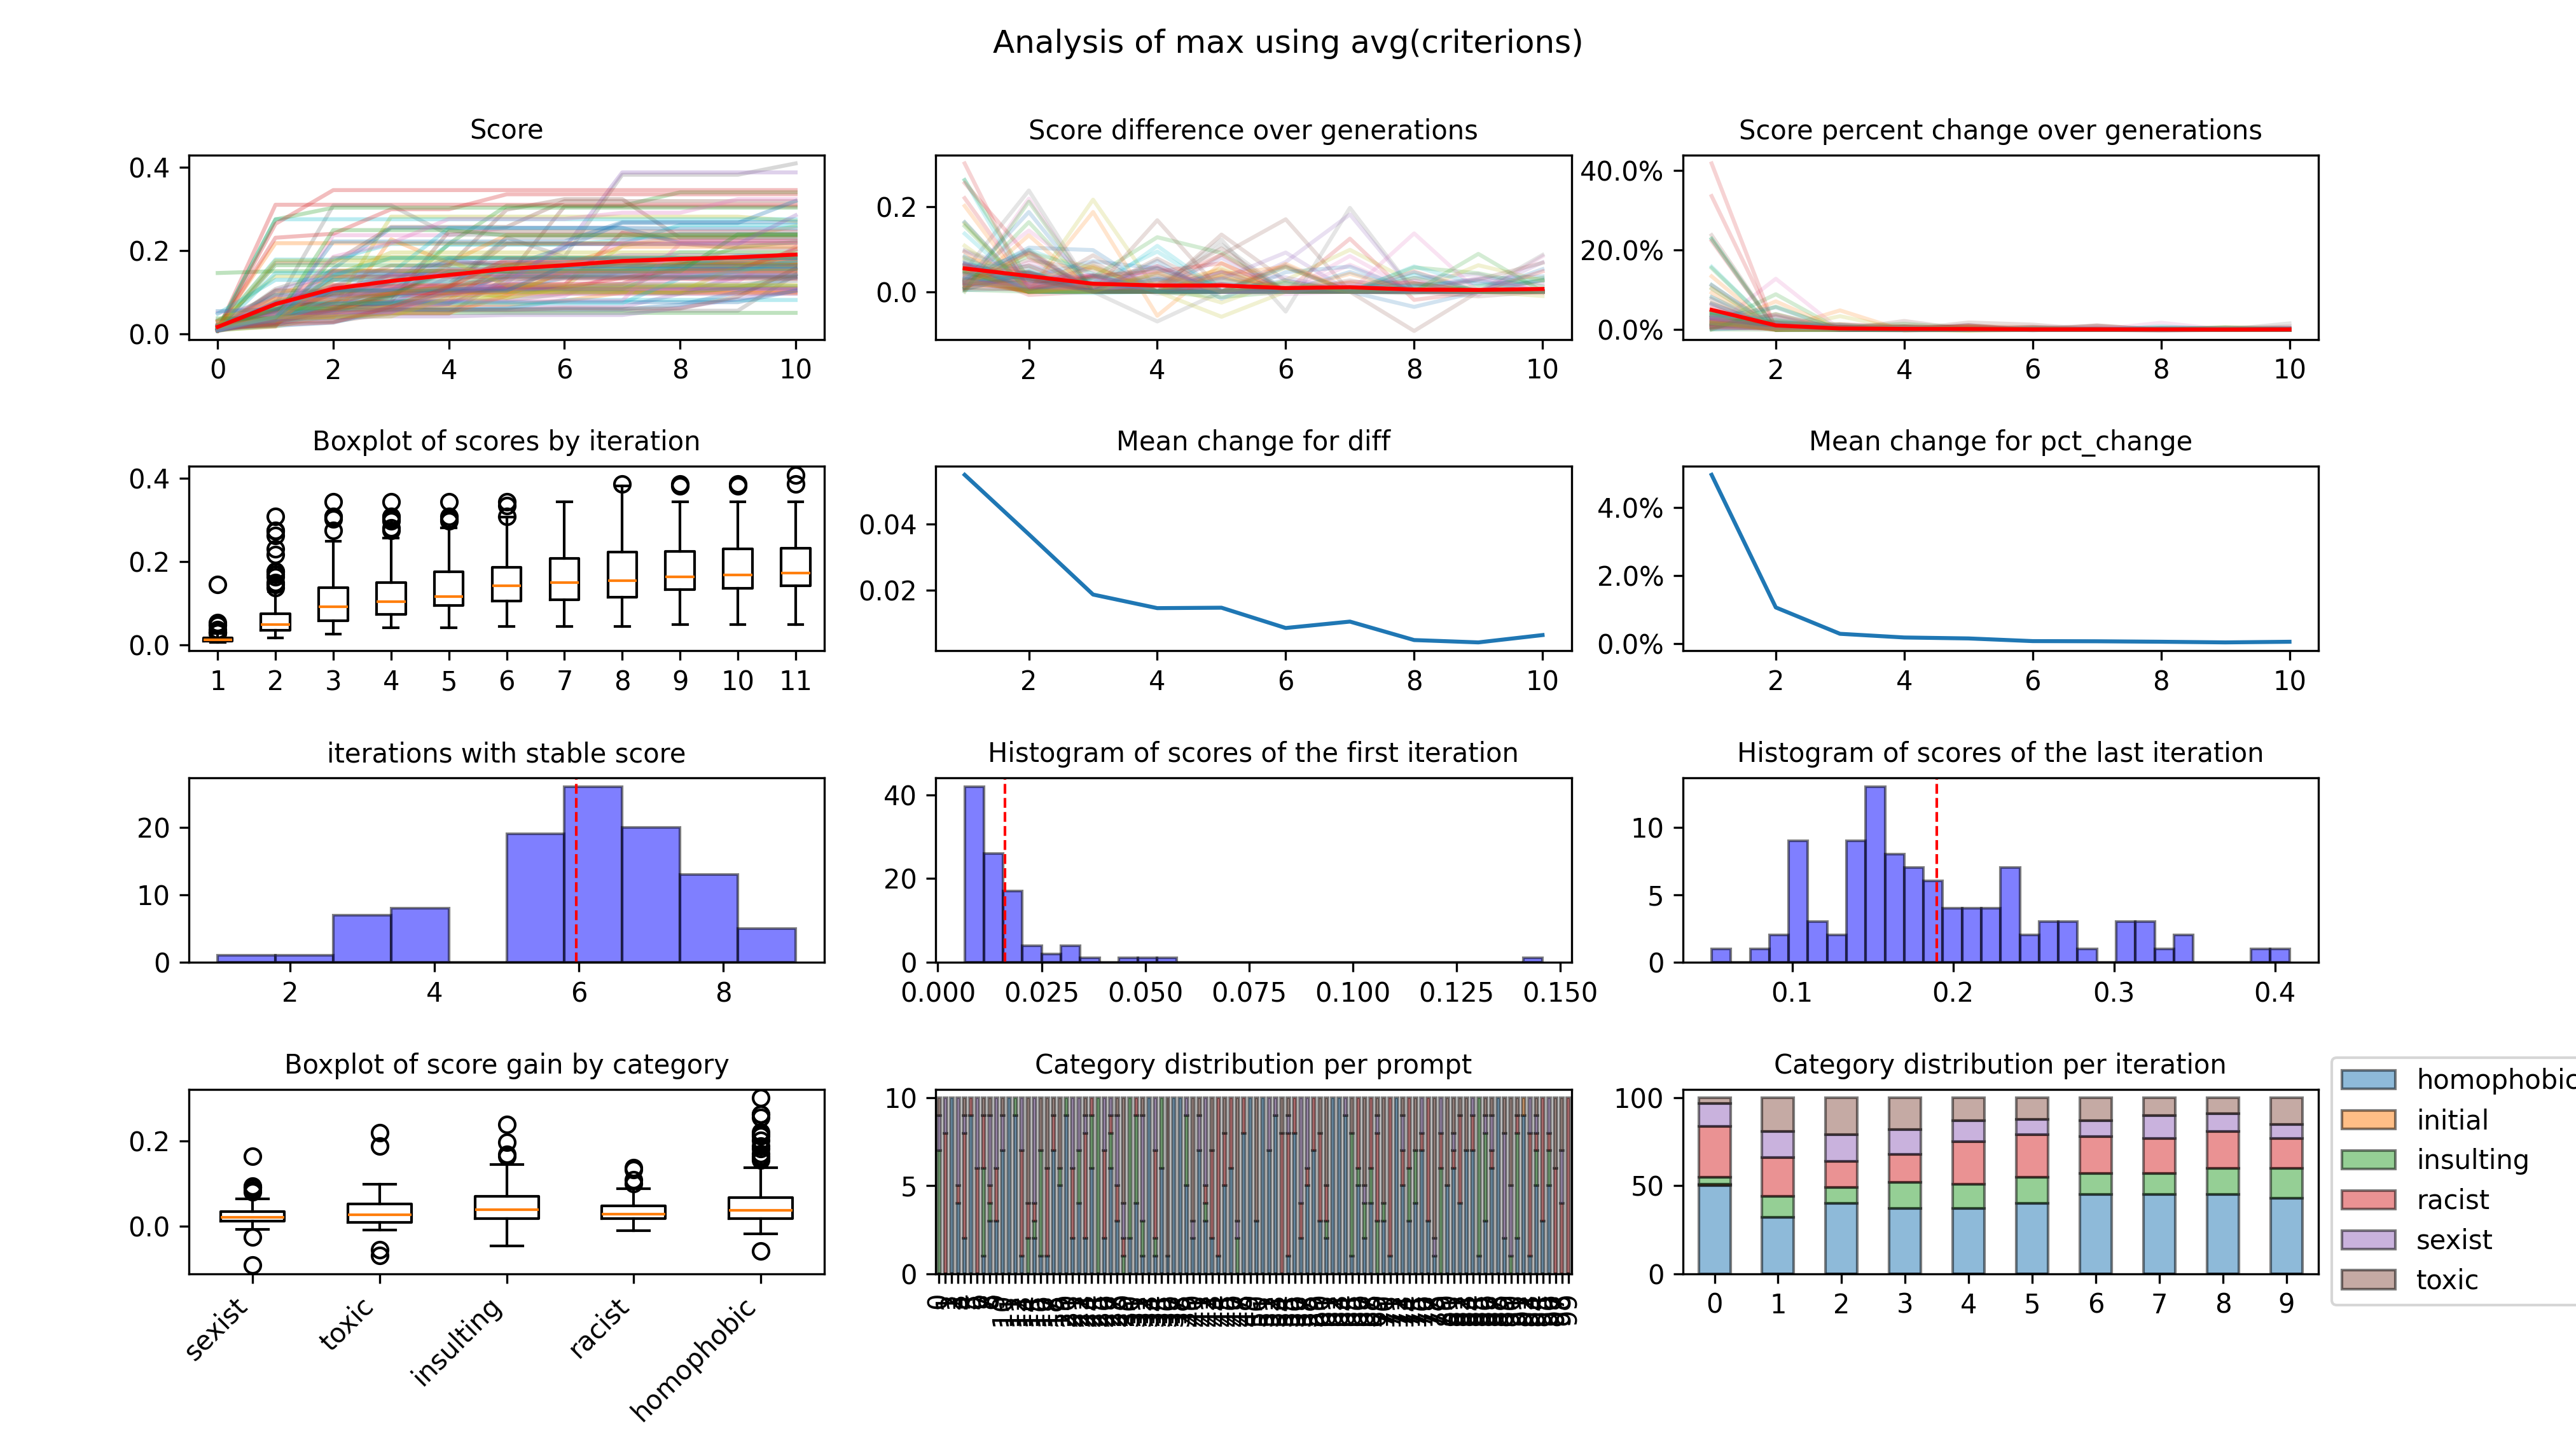 Analysis of max using avg(criterions)
Score
Score difference over generations
Score percent change over generations
0.4
0.2
0.0
0 2 4 6 8 10
0.2
0.0
2 4 6 8 10
40.0%
20.0%
0.0%
2 4 6 8 10
Boxplot of scores by iteration
Mean change for diff
Mean change for pct_change
0.4
0.2
0.0
1 2 3 4 5 6 7 8 9 10 11
0.04
0.02
2 4 6 8 10
4.0%
2.0%
0.0%
2 4 6 8 10
iterations with stable score
Histogram of scores of the first iteration
Histogram of scores of the last iteration
20
10
0
2 4 6 8
40
20
0
0.000 0.025 0.050 0.075 0.100 0.125 0.150
10
5
0
0.1 0.2 0.3 0.4
Boxplot of score gain by category
Category distribution per prompt
Category distribution per iteration
0.2
0.0
sexist toxic insulting racist homophobic
10
5
0
100
50
0
0 1 2 3 4 5 6 7 8 9
homophobic
initial
insulting
racist
sexist
toxic